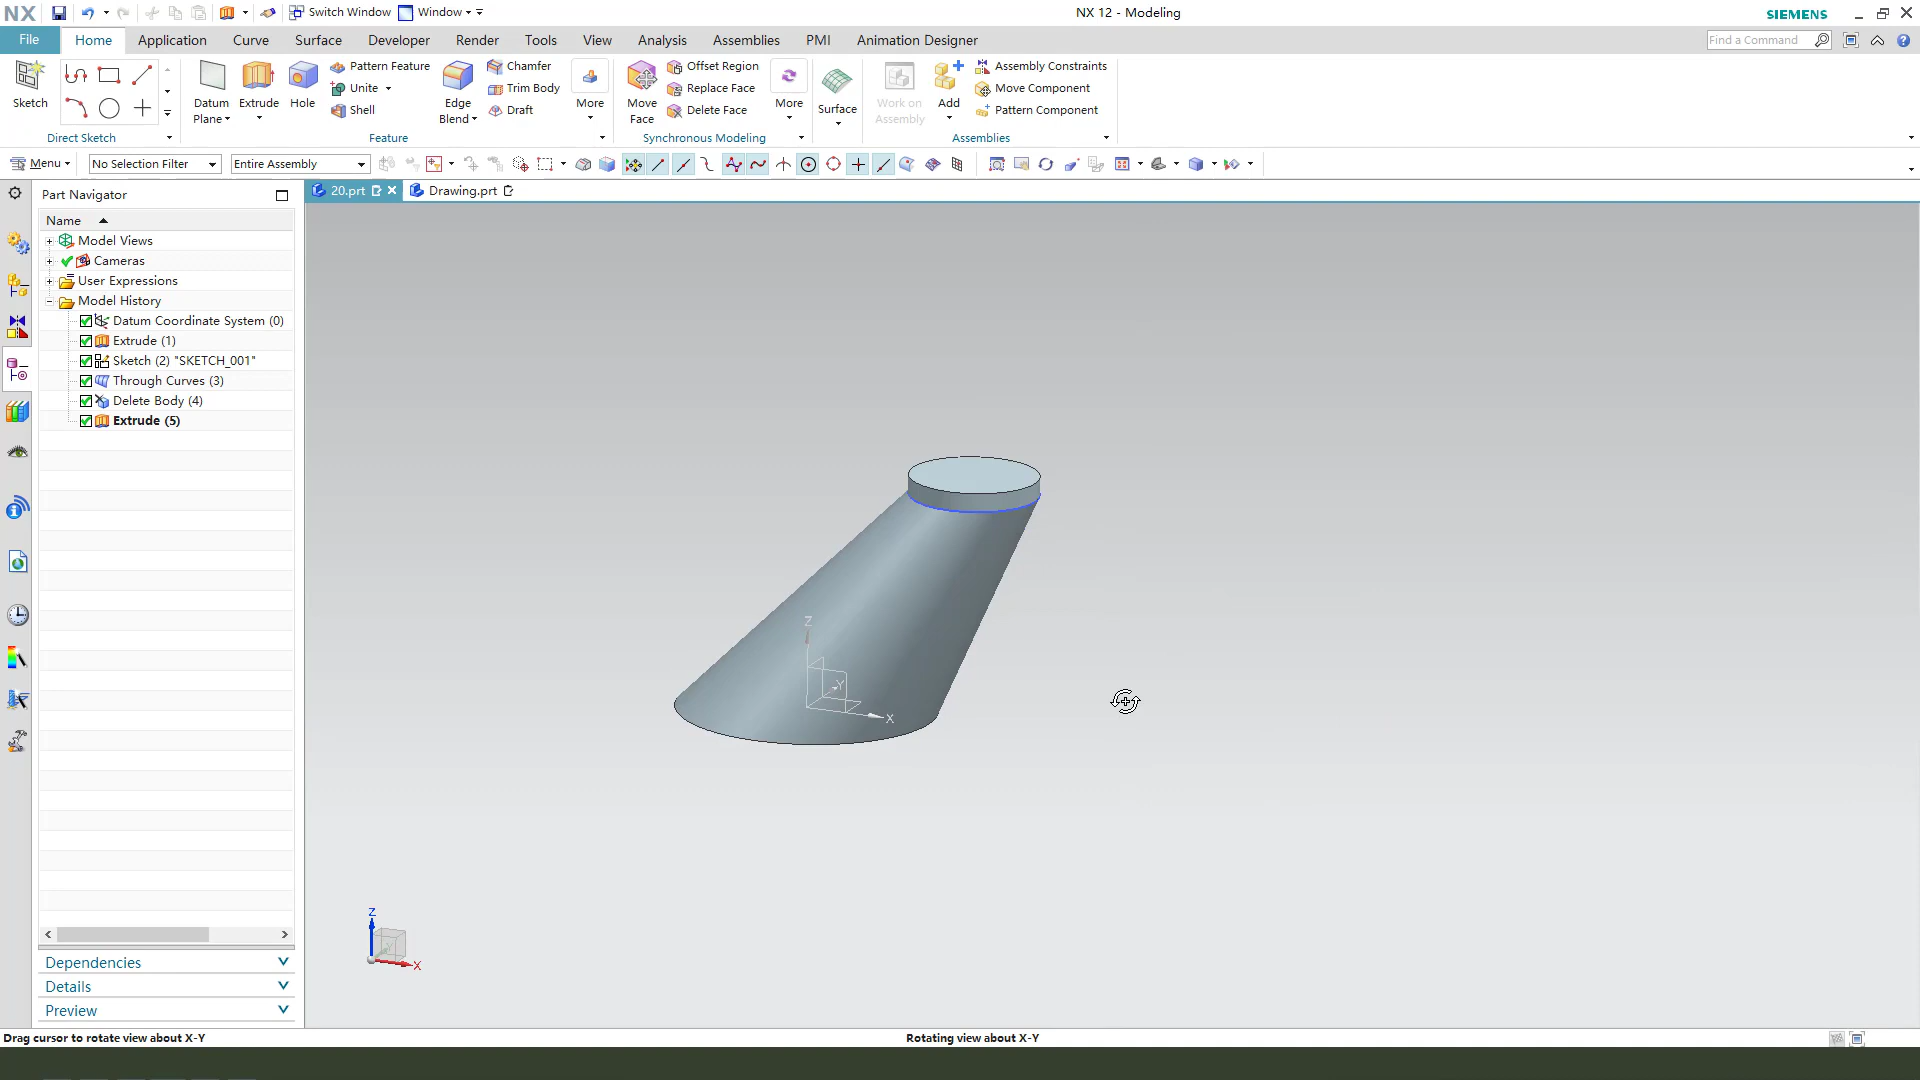 NX
Switch Window
Window
NX 12 - Modeling
SIEMENS
File
Home
Application
Curve
Surface
Developer
Render
Tools
View
Analysis
Assemblies
PMI
Animation Designer
Find a Command
Sketch
Direct Sketch
Datum
Plane
Extrude
Hole
Pattern Feature
Unite
Shell
Edge
Blend
Chamfer
Trim Body
Draft
More
Feature
Move
Face
Offset Region
Replace Face
Delete Face
More
Synchronous Modeling
Surface
Work on
Assembly
Add
Assembly Constraints
Move Component
Pattern Component
Assemblies
Menu
No Selection Filter
Entire Assembly
Part Navigator
20.prt
Drawing.prt
Name
Model Views
Cameras
User Expressions
Model History
Datum Coordinate System (0)
Extrude (1)
Sketch (2) "SKETCH_001"
Through Curves (3)
Delete Body (4)
Extrude (5)
Z
Y
X
Z
Y
X
Dependencies
Details
Preview
Drag cursor to rotate view about X-Y
Rotating view about X-Y